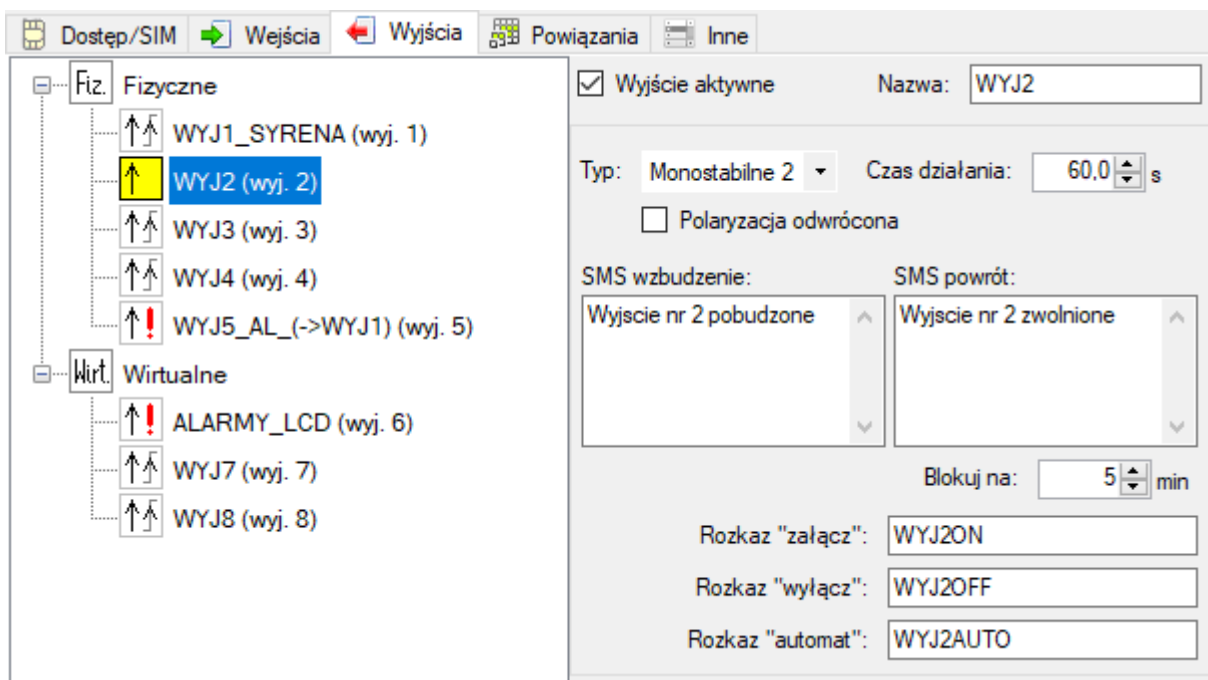 Dostęp/SIM Wejścia Wyjścia Powiązania Inne
Fiz. Fizyczne
WYJ1_SYRENA (wyj. 1)
WYJ2 (wyj. 2)
WYJ3 (wyj. 3)
WYJ4 (wyj. 4)
WYJ5_AL_(->WYJ1) (wyj. 5)
Wirt. Wirtualne
ALARMY_LCD (wyj. 6)
WYJ7 (wyj. 7)
WYJ8 (wyj. 8)
Wyjście aktywne Nazwa: WYJ2
Typ: Monostabilne 2 Czas działania: 60,0 s
Polaryzacja odwrócona
SMS wzbudzenie: SMS powrót:
Wyjscie nr 2 pobudzone Wyjscie nr 2 zwolnione
Blokuj na: 5 min
Rozkaz "załącz": WYJ2ON
Rozkaz "wyłącz": WYJ2OFF
Rozkaz "automat": WYJ2AUTO